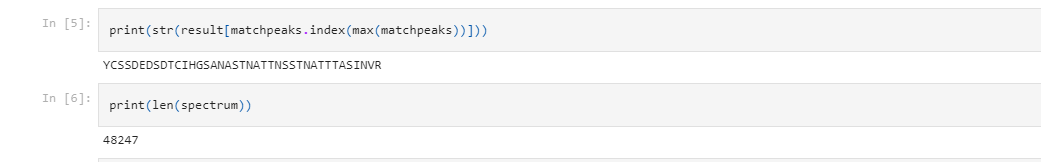 In [5]:
print(str(result[matchpeaks.index(max(matchpeaks))]))
YCSSDEDSDTCIHGSANASTNATTNSSTNATTTASINVR
In [6]:
print(len(spectrum))
48247